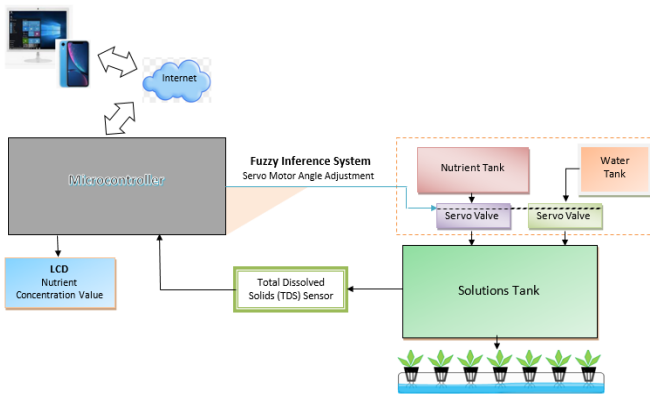 Internet
Microcontroller
Fuzzy Inference System
Servo Motor Angle Adjustment
Nutrient Tank
Water
Tank
Servo Valve
Servo Valve
LCD
Nutrient
Concentration Value
Total Dissolved
Solids (TDS) Sensor
Solutions Tank